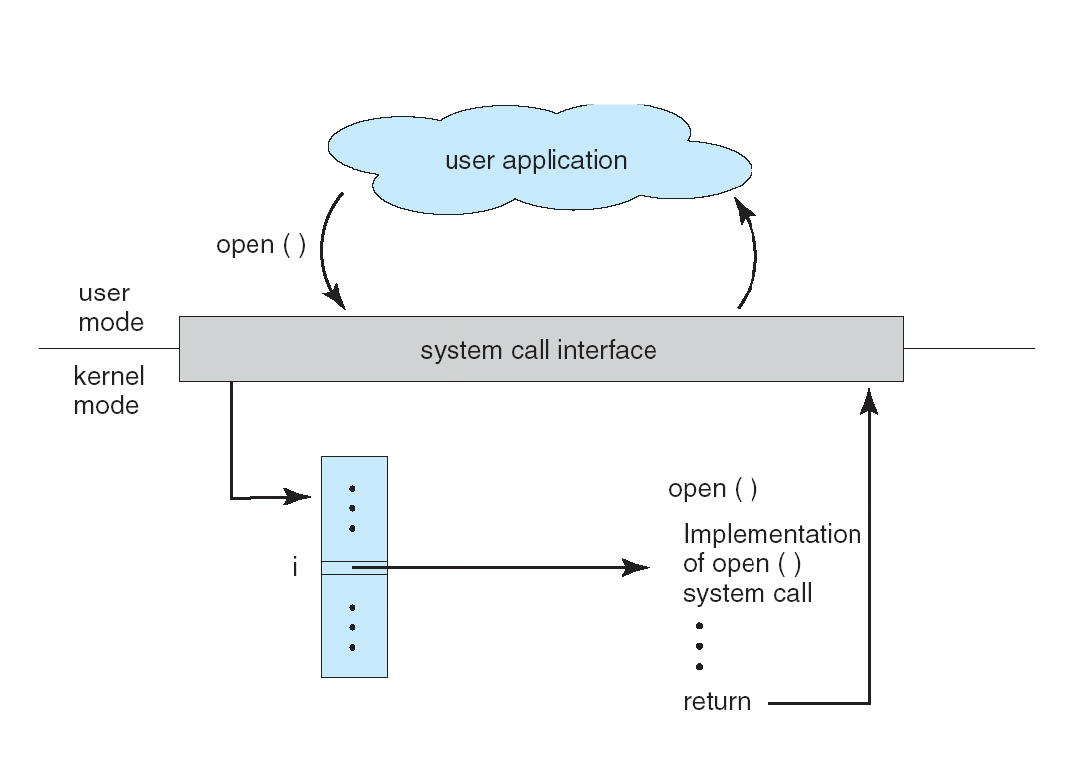 user application
open ( )
user
mode
system call interface
kernel
mode
open ( )
Implementation
of open ( )
system call
i
return